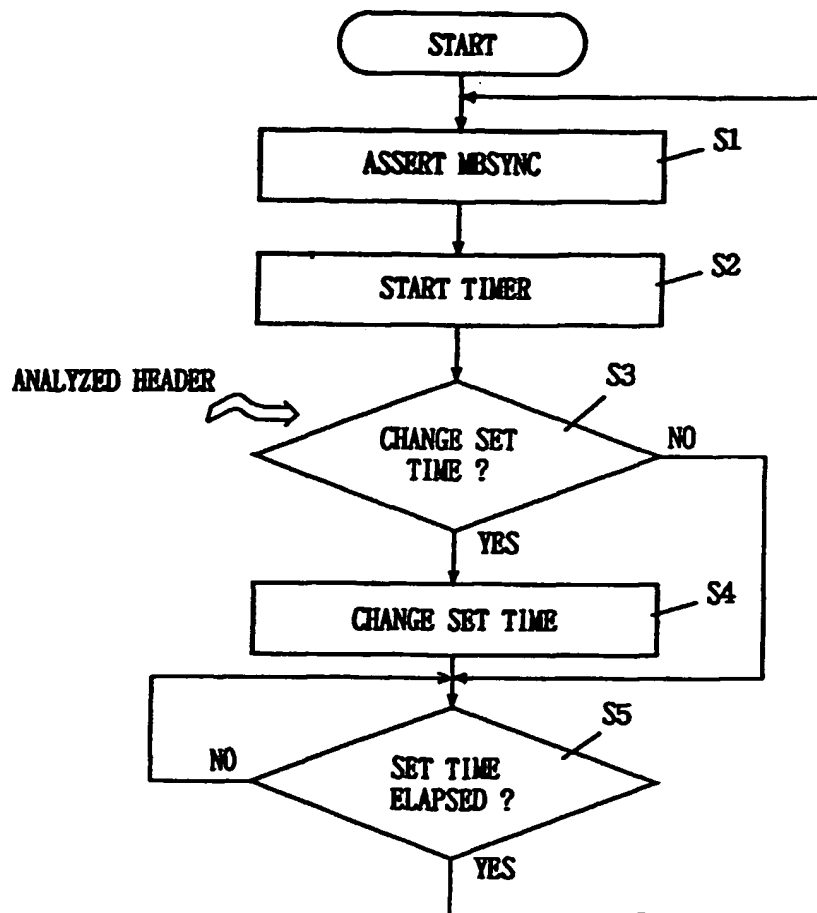 START
S1
ASSERT MBSYNC
S2
START TIMER
ANALYZED HEADER
S3
CHANGE SET
TIME ?
NO
YES
S4
CHANGE SET TIME
S5
NO
SET TIME
ELAPSED ?
YES